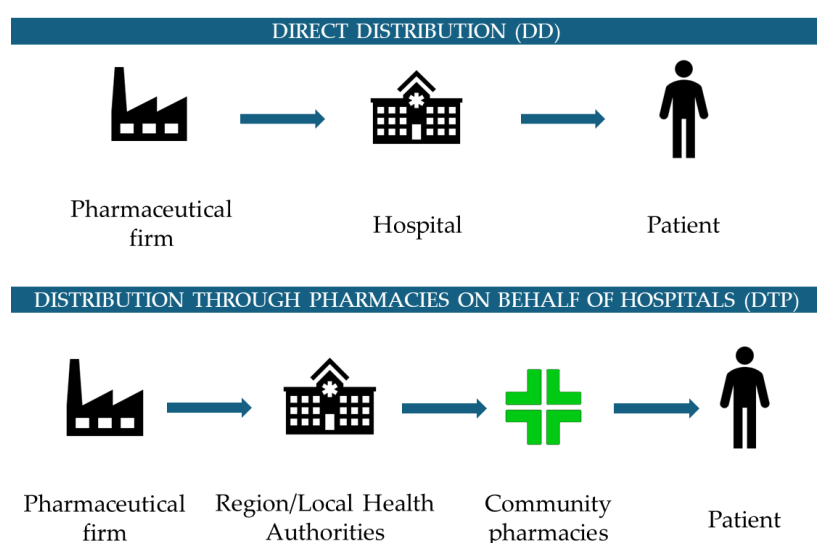 DIRECT DISTRIBUTION (DD)
Pharmaceutical
firm
Hospital
Patient
DISTRIBUTION THROUGH PHARMACIES ON BEHALF OF HOSPITALS (DTP)
Pharmaceutical
firm
Region/Local Health
Authorities
Community
pharmacies
Patient